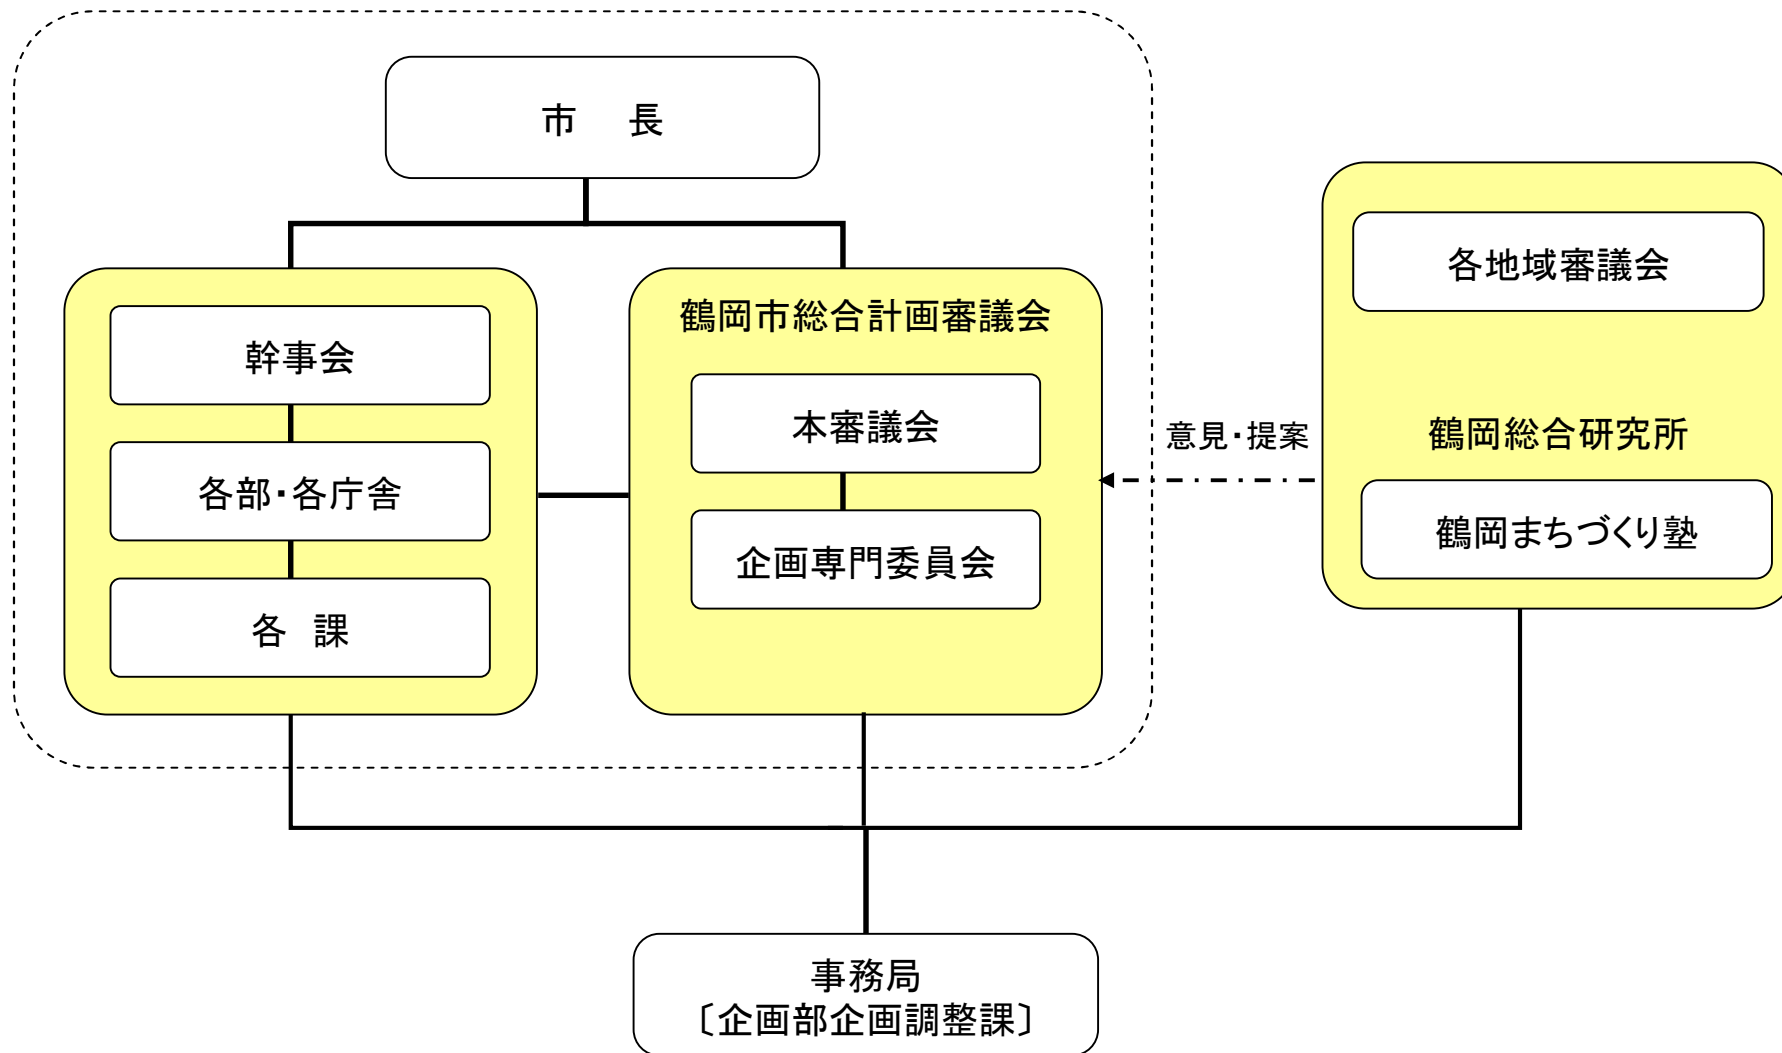 市 長
幹事会
各部・各庁舎
各 課
鶴岡市総合計画審議会
本審議会
企画専門委員会
意見・提案
各地域審議会
鶴岡総合研究所
鶴岡まちづくり塾
事務局
〔企画部企画調整課〕